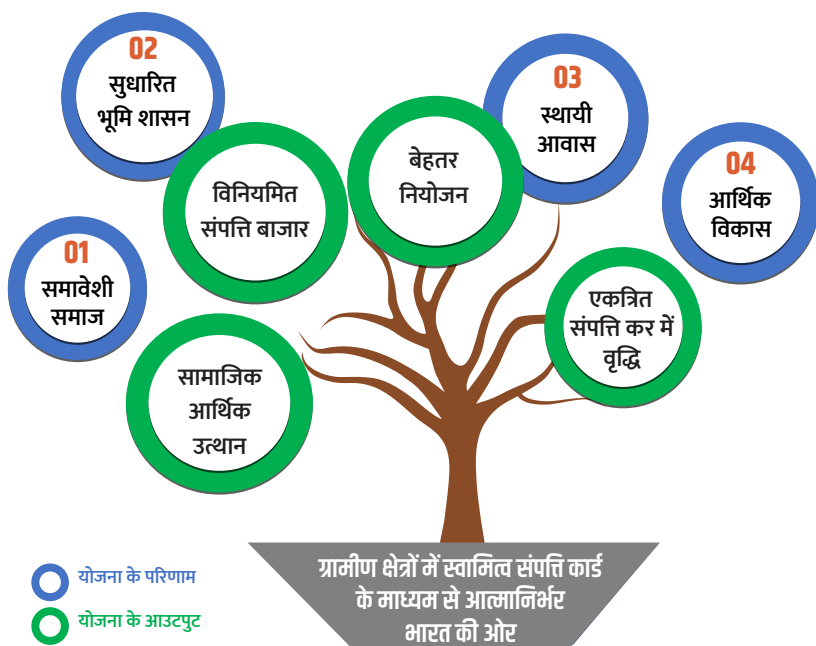 01
समावेशी
समाज
02
सुधारित
भूमि शासन
03
स्थायी
आवास
04
आर्थिक
विकास
सामाजिक
आर्थिक
उत्थान
विनियमित
संपत्ति बाजार
बेहतर
नियोजन
एकत्रित
संपत्ति कर में
वृद्धि
ग्रामीण क्षेत्रों में स्वामित्व संपत्ति कार्ड
के माध्यम से आत्मानिर्भर
भारत की ओर
योजना के परिणाम
योजना के आउटपुट